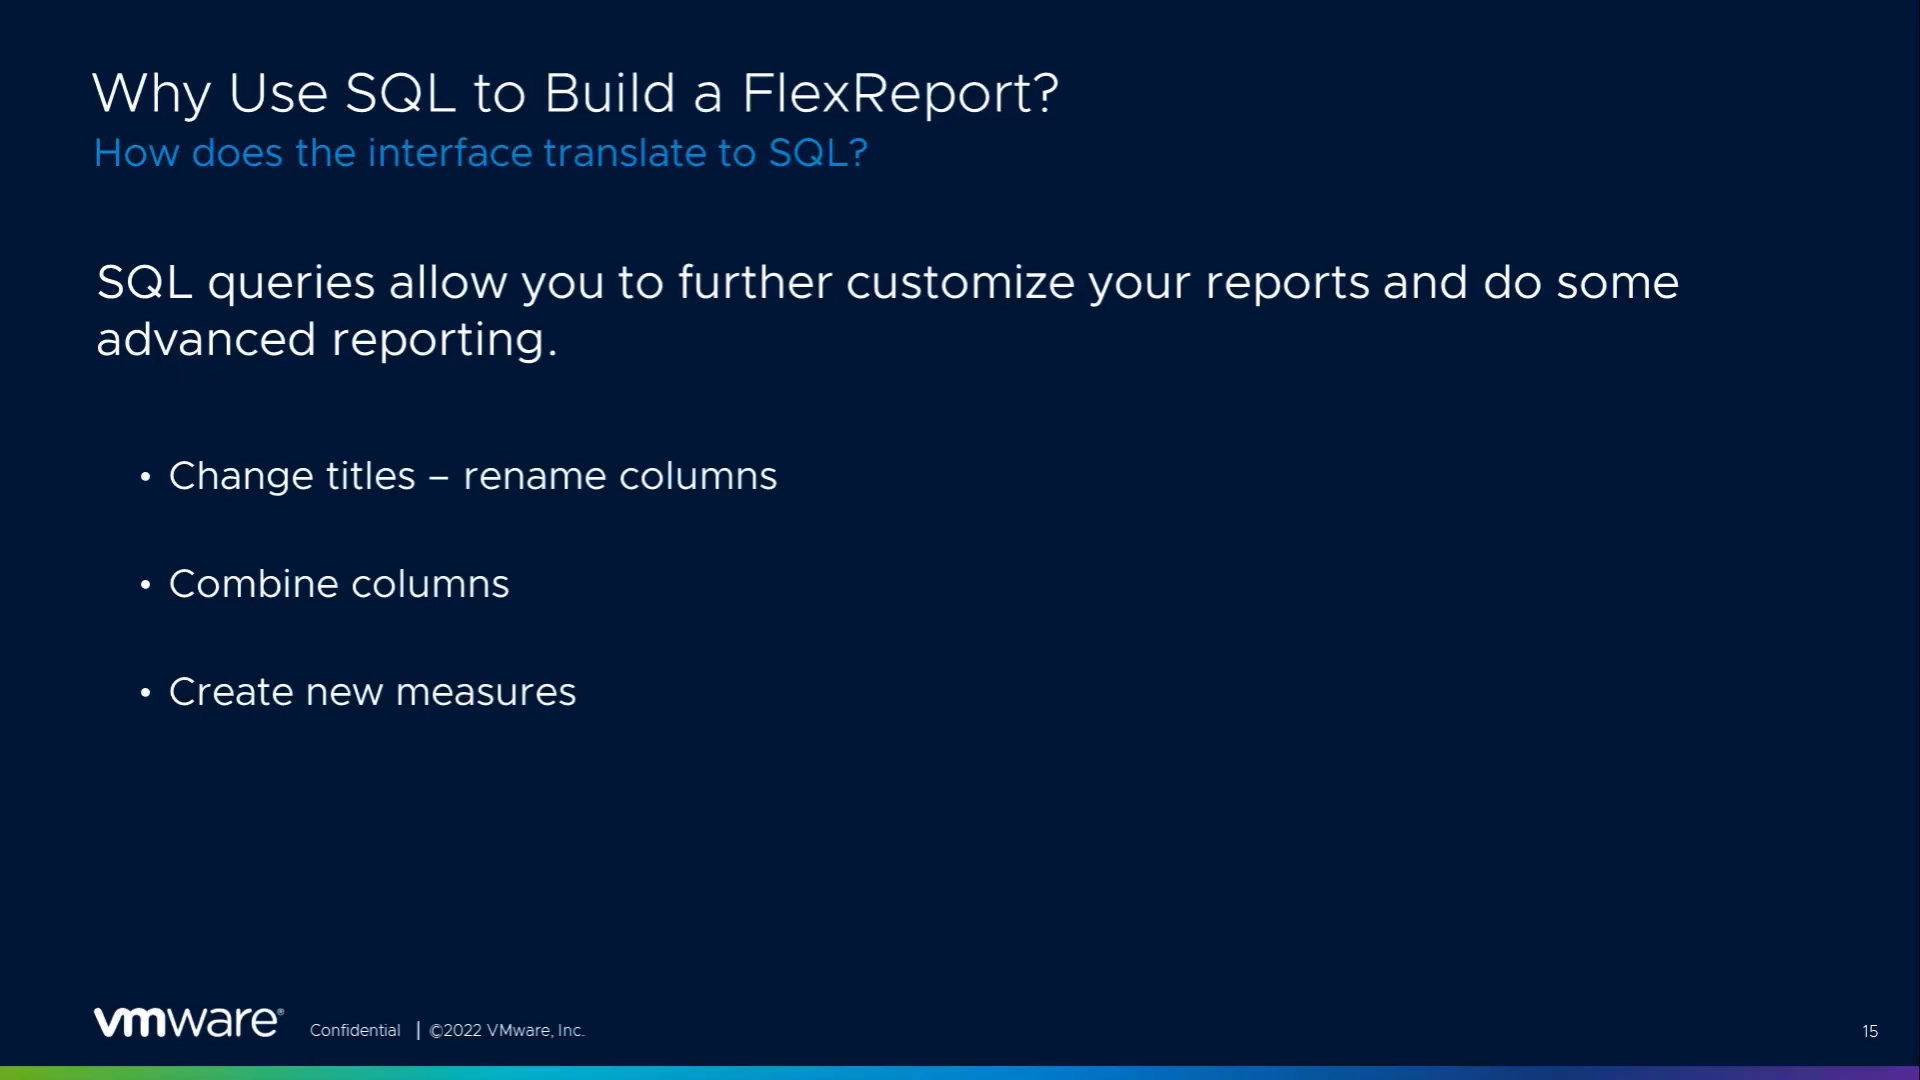 Why Use SQL to Build a FlexReport?
How does the interface translate to SQL?
SQL queries allow you to further customize your reports and do some
advanced reporting.
• Change titles – rename columns
• Combine columns
• Create new measures
vmware® Confidential | ©2022 VMware, Inc. 15